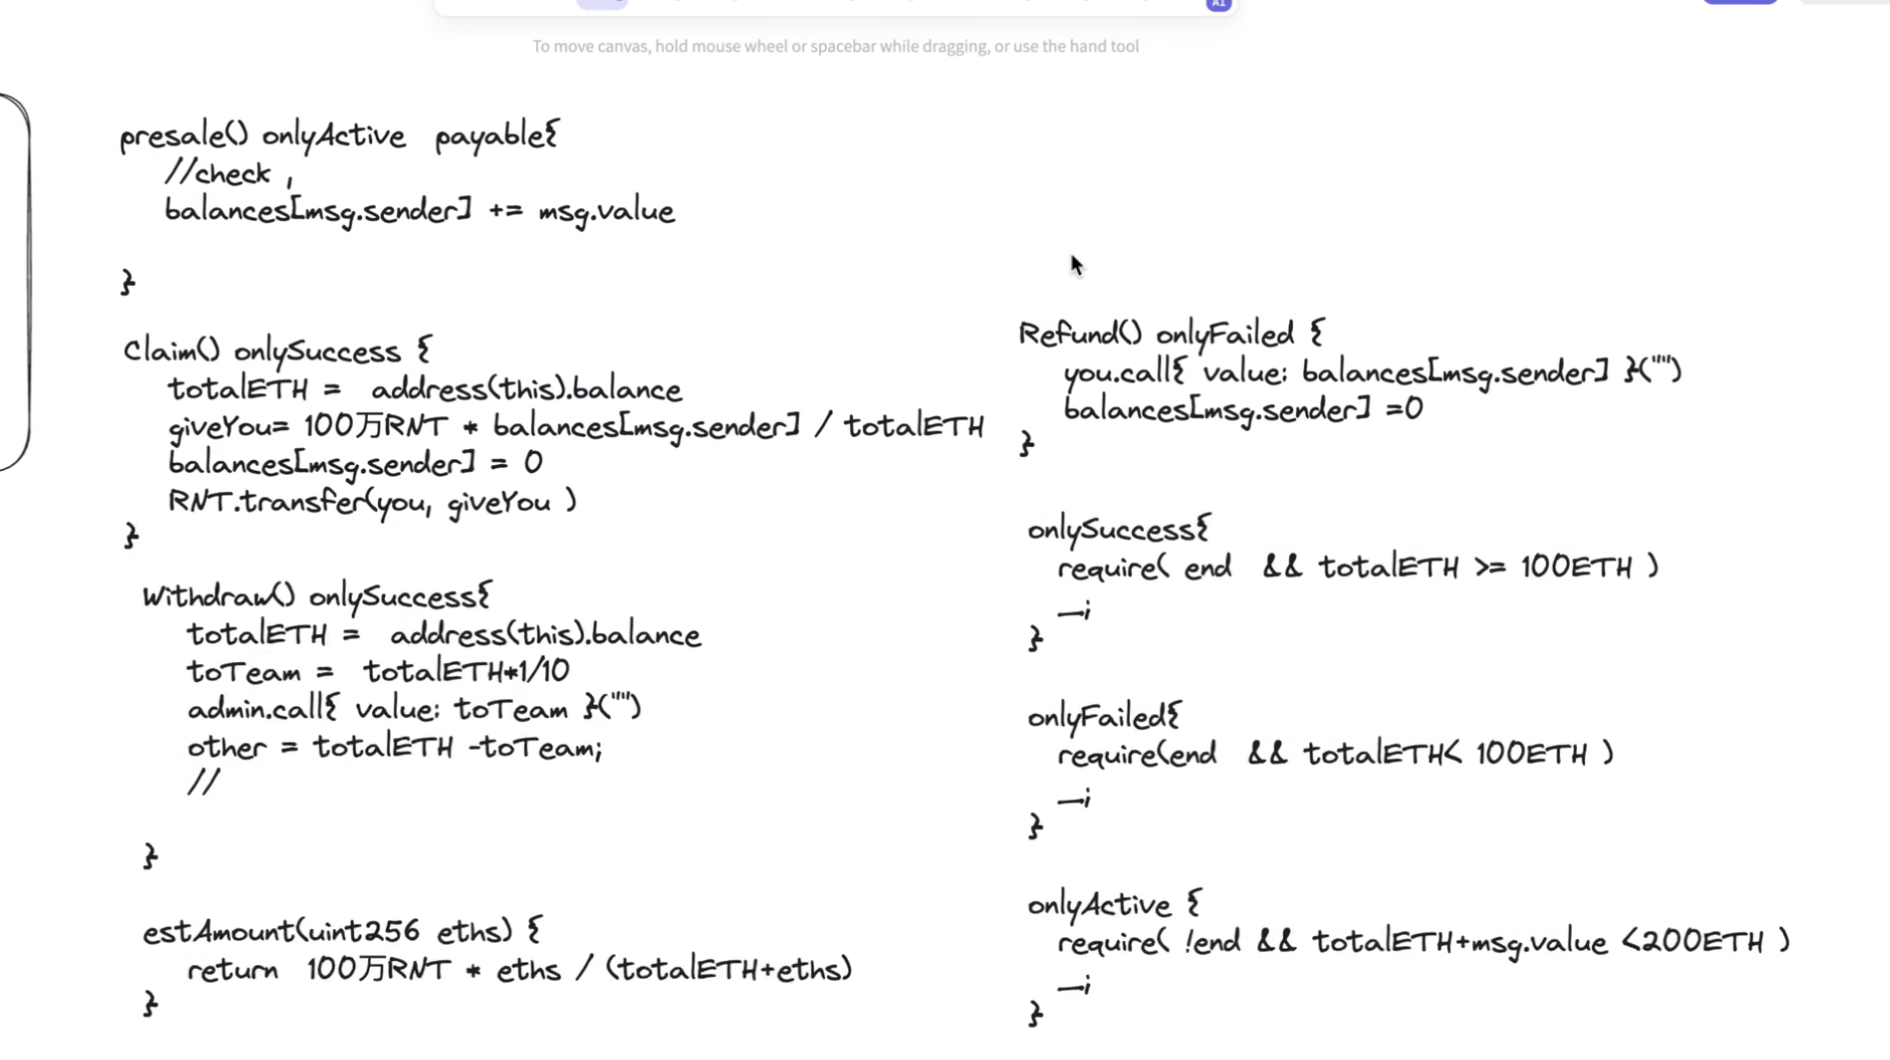 AI
To move canvas, hold mouse wheel or spacebar while dragging, or use the hand tool
presale() onlyActive payable{
//check ,
balances[msg.sender] += msg.value
}
Claim() onlySuccess {
totalETH = address(this).balance
giveYou= 100万RNT * balances[msg.sender] / totalETH
balances[msg.sender] = 0
RNT.transfer(you, giveYou )
}
Withdraw() onlySuccess{
totalETH = address(this).balance
toTeam = totalETH*1/10
admin.call{ value: toTeam }("")
other = totalETH -toTeam;
//
}
estAmount(uint256 eths) {
return 100万RNT * eths / (totalETH+eths)
}
Refund() onlyFailed {
you.call{ value: balances[msg.sender] }("")
balances[msg.sender] =0
}
onlySuccess{
require( end && totalETH >= 100ETH )
_;
}
onlyFailed{
require(end && totalETH< 100ETH )
_;
}
onlyActive {
require( !end && totalETH+msg.value <200ETH )
_;
}